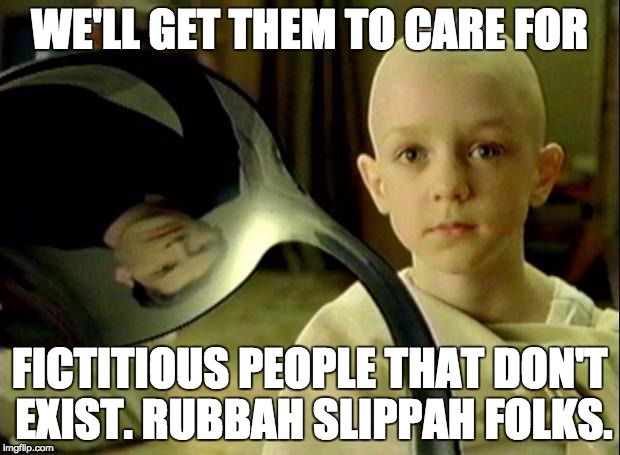 WE'LL GET THEM TO CARE FOR
FICTITIOUS PEOPLE THAT DON'T
EXIST. RUBBAH SLIPPAH FOLKS.
imgflip.com